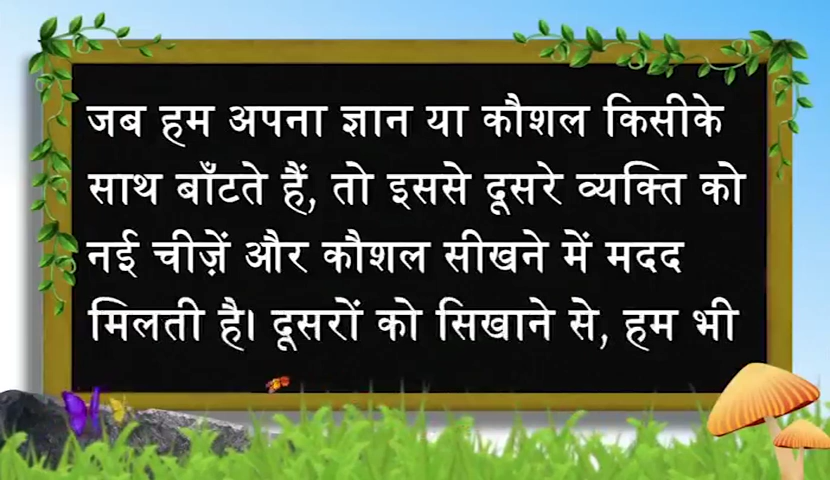 जब हम अपना ज्ञान या कौशल किसीके
साथ बाँटते हैं, तो इससे दूसरे व्यक्ति को
नई चीज़ें और कौशल सीखने में मदद
मिलती है। दूसरों को सिखाने से, हम भी